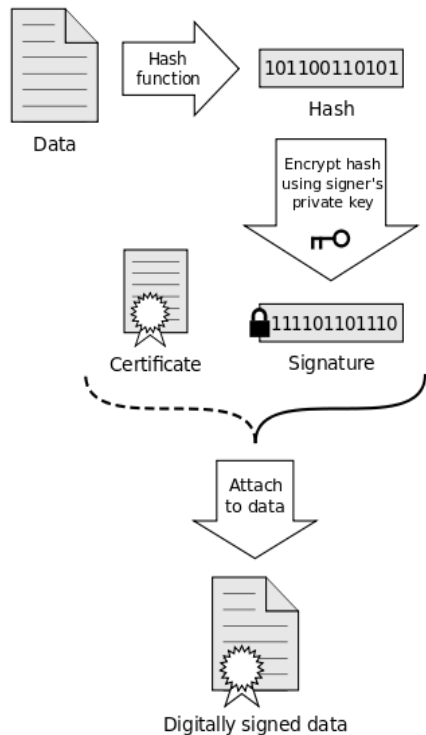 Hash
function
101100110101
Data
Hash
Encrypt hash
using signer's
private key
111101101110
Certificate
Signature
Attach
to data
Digitally signed data